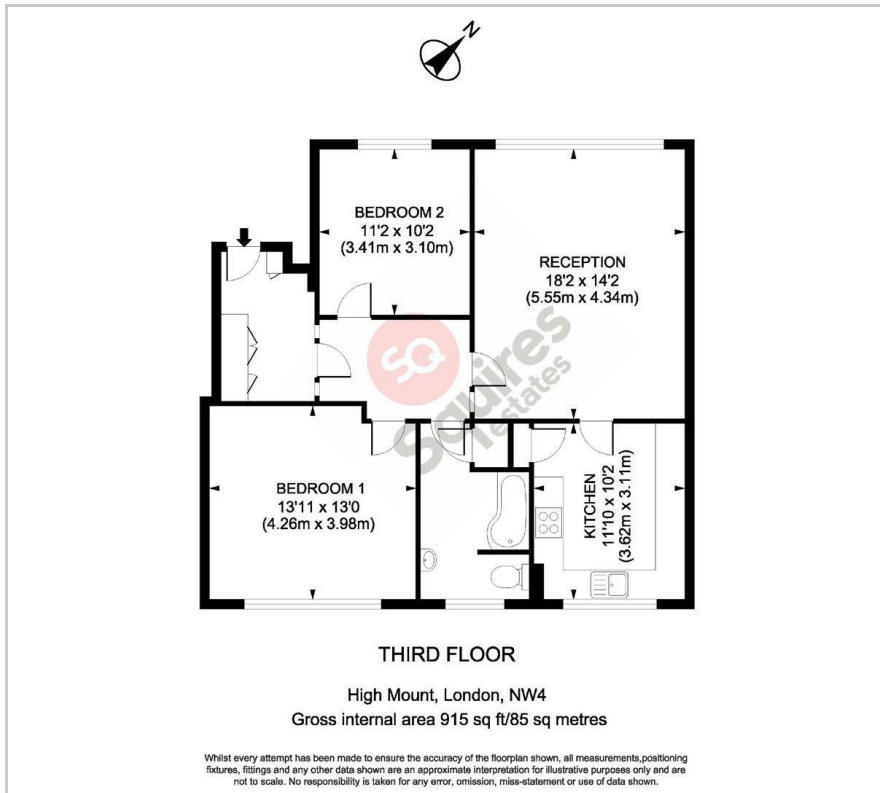 N
BEDROOM 2
11'2 x 10'2
(3.41m x 3.10m)
RECEPTION
18'2 x 14'2
(5.55m x 4.34m)
SQ
Squires
estates
BEDROOM 1
13'11 x 13'0
(4.26m x 3.98m)
KITCHEN
11'10 x 10'2
(3.62m x 3.11m)
THIRD FLOOR
High Mount, London, NW4
Gross internal area 915 sq ft/85 sq metres
Whilst every attempt has been made to ensure the accuracy of the floorplan shown, all measurements,positioning
fixtures, fittings and any other data shown are an approximate interpretation for illustrative purposes only and are
not to scale. No responsibility is taken for any error, omission, miss-statement or use of data shown.